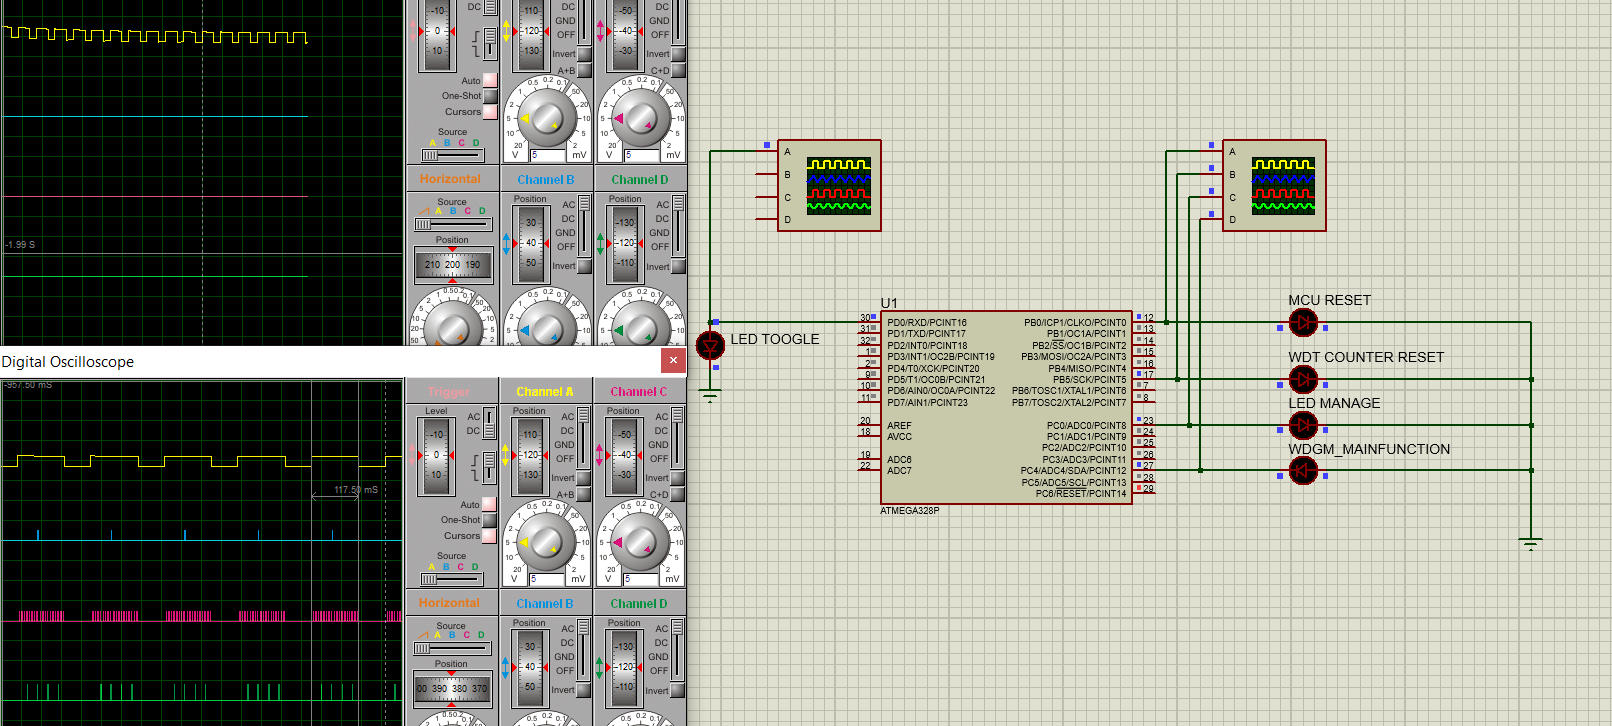 -10
0
10
DC
Auto
One-Shot
Cursors
Source
A B C D
110
120
130
DC
GND
OFF
Invert
A+B
-50
-40
-30
DC
GND
OFF
Invert
C+D
V 5 mV
V 5 mV
-1.99 S
Horizontal
Source
A B C D
Position
210 200 190
Channel B
Position
30
40
50
AC
DC
GND
OFF
Invert
Channel D
Position
-130
-120
-110
AC
DC
GND
OFF
Invert
Digital Oscilloscope
-957.50 mS
117.50 mS
Trigger
Level
-10
0
10
AC
DC
Auto
One-Shot
Cursors
Source
A B C D
Channel A
Position
110
120
130
AC
DC
GND
OFF
Invert
A+B
V 5 mV
Channel C
Position
-50
-40
-30
AC
DC
GND
OFF
Invert
C+D
V 5 mV
Horizontal
Source
A B C D
Position
00 390 380 370
Channel B
Position
30
40
50
AC
DC
GND
OFF
Invert
Channel D
Position
-130
-120
-110
AC
DC
GND
OFF
Invert
A
B
C
D
A
B
C
D
LED TOOGLE
U1
30 PD0/RXD/PCINT16
31 PD1/TXD/PCINT17
32 PD2/INT0/PCINT18
1 PD3/INT1/OC2B/PCINT19
2 PD4/T0/XCK/PCINT20
9 PD5/T1/OC0B/PCINT21
10 PD6/AIN0/OC0A/PCINT22
11 PD7/AIN1/PCINT23
20 AREF
18 AVCC
19 ADC6
22 ADC7
PB0/ICP1/CLKO/PCINT0 12
PB1/OC1A/PCINT1 13
PB2/SS/OC1B/PCINT2 14
PB3/MOSI/OC2A/PCINT3 15
PB4/MISO/PCINT4 16
PB5/SCK/PCINT5 17
PB6/TOSC1/XTAL1/PCINT6 7
PB7/TOSC2/XTAL2/PCINT7 8
PC0/ADC0/PCINT8 23
PC1/ADC1/PCINT9 24
PC2/ADC2/PCINT10 25
PC3/ADC3/PCINT11 26
PC4/ADC4/SDA/PCINT12 27
PC5/ADC5/SCL/PCINT13 28
PC6/RESET/PCINT14 29
ATMEGA328P
MCU RESET
WDT COUNTER RESET
LED MANAGE
WDGM_MAINFUNCTION